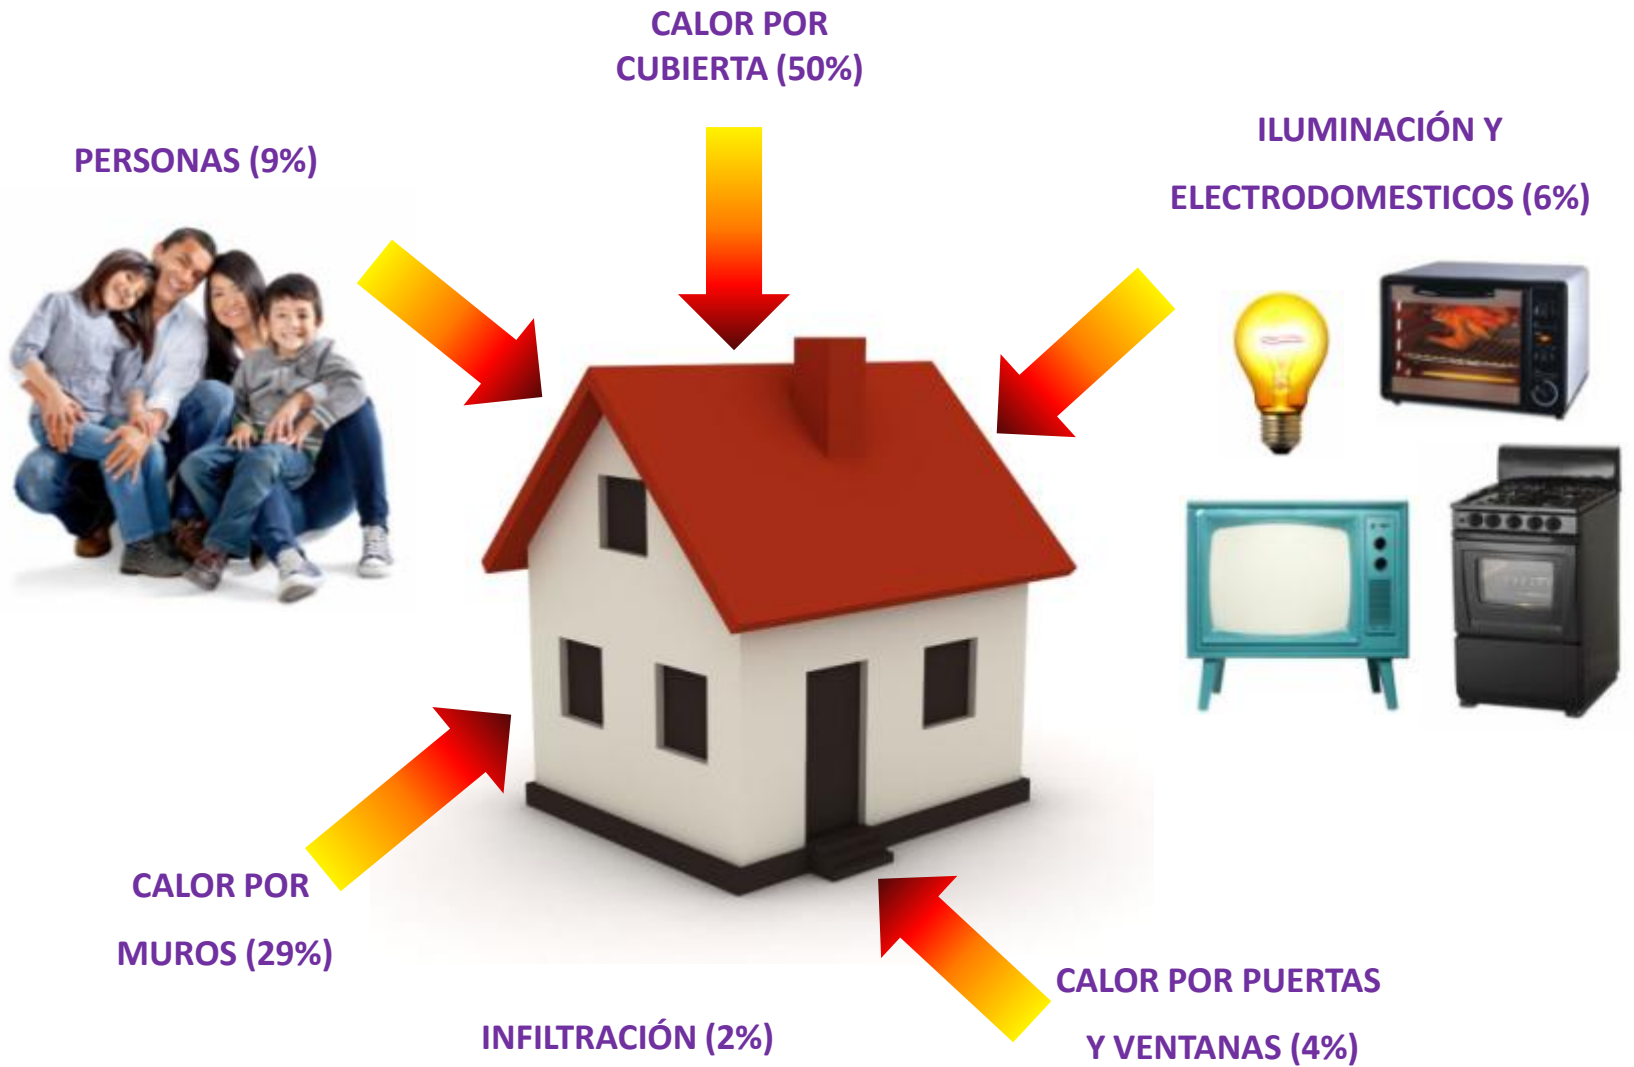 CALOR POR
CUBIERTA (50%)
PERSONAS (9%)
ILUMINACIÓN Y
ELECTRODOMESTICOS (6%)
CALOR POR
MUROS (29%)
INFILTRACIÓN (2%)
CALOR POR PUERTAS
Y VENTANAS (4%)